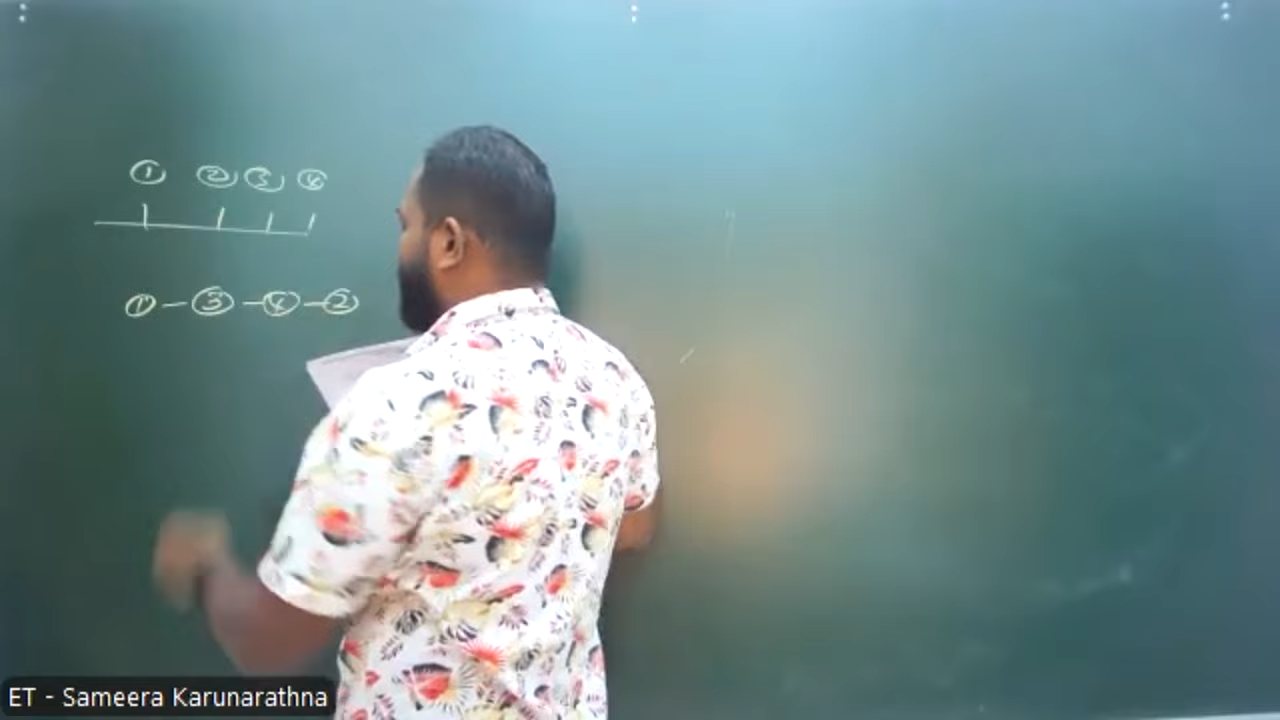 ① ② ③ ④
① - ③ - ④ - ②
ET - Sameera Karunarathna